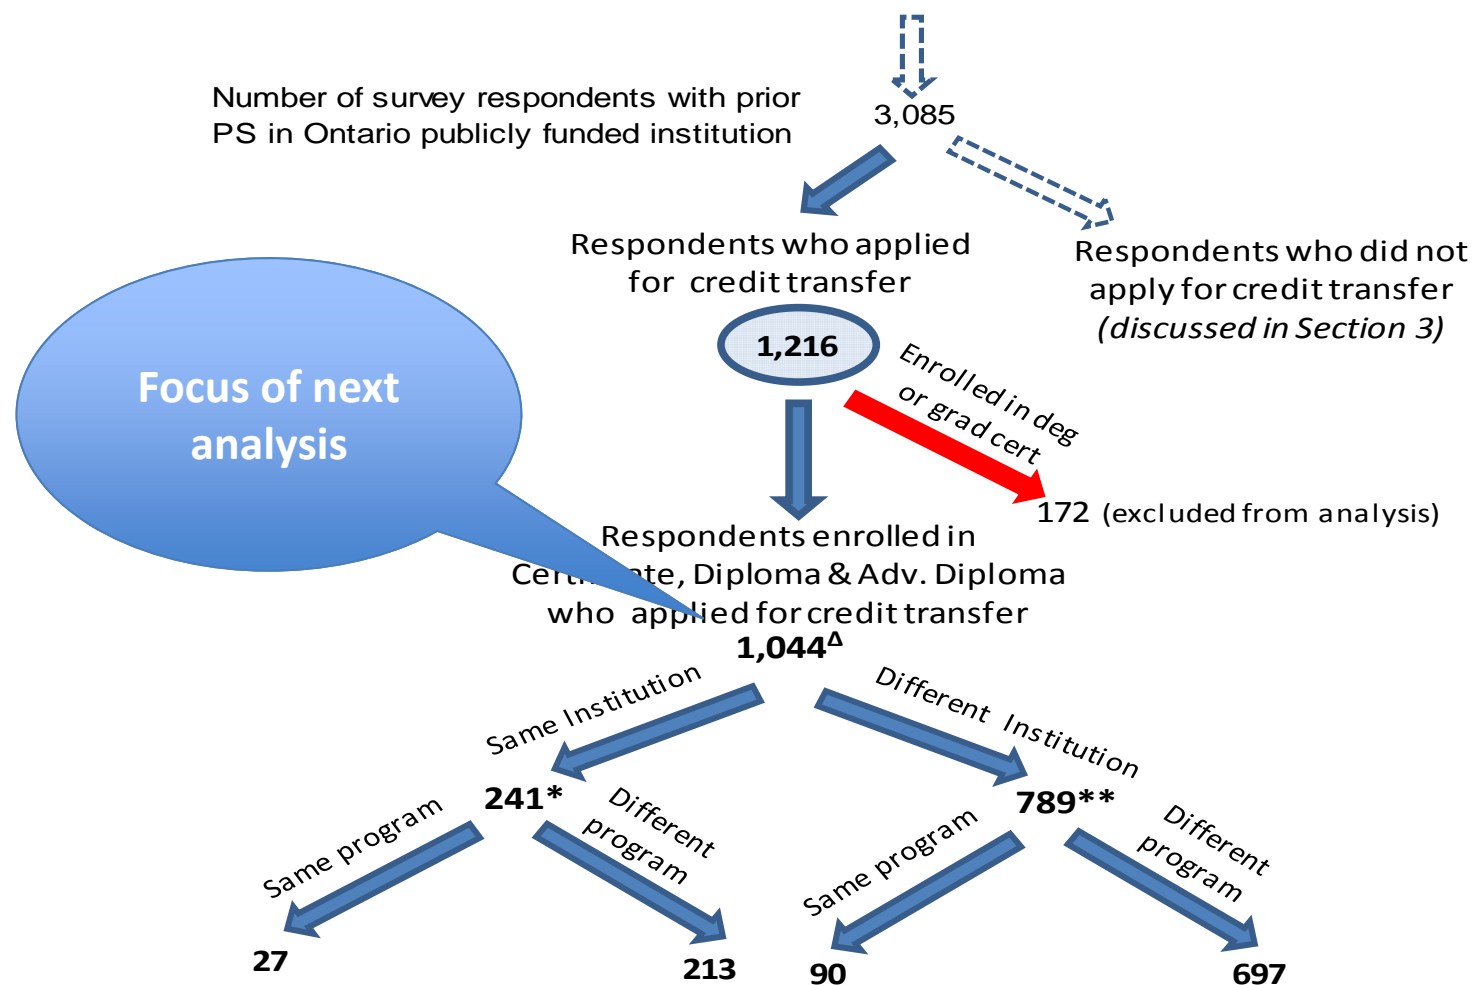 Number of survey respondents with prior
PS in Ontario publicly funded institution
3,085
Respondents who applied
for credit transfer
1,216
Respondents who did not
apply for credit transfer
(discussed in Section 3)
Enrolled in deg
or grad cert
172 (excluded from analysis)
Focus of next
analysis
Respondents enrolled in
Diploma & Adv. Diploma
who applied for credit transfer
1,044Δ
Same Institution
Different Institution
241*
789**
Same program
Different
program
Same program
Different
program
27
213
90
697